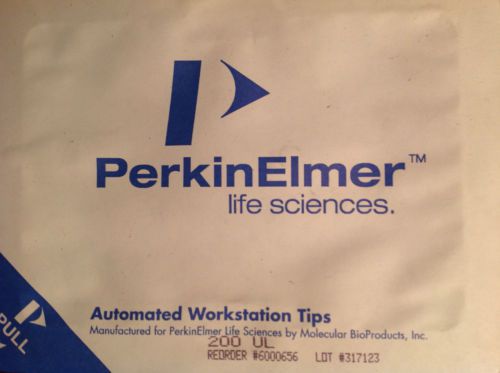 PerkinElmer™
life sciences.
Automated Workstation Tips
Manufactured for PerkinElmer Life Sciences by Molecular BioProducts, Inc.
200 UL
REORDER #6000656 LOT #317123
PULL